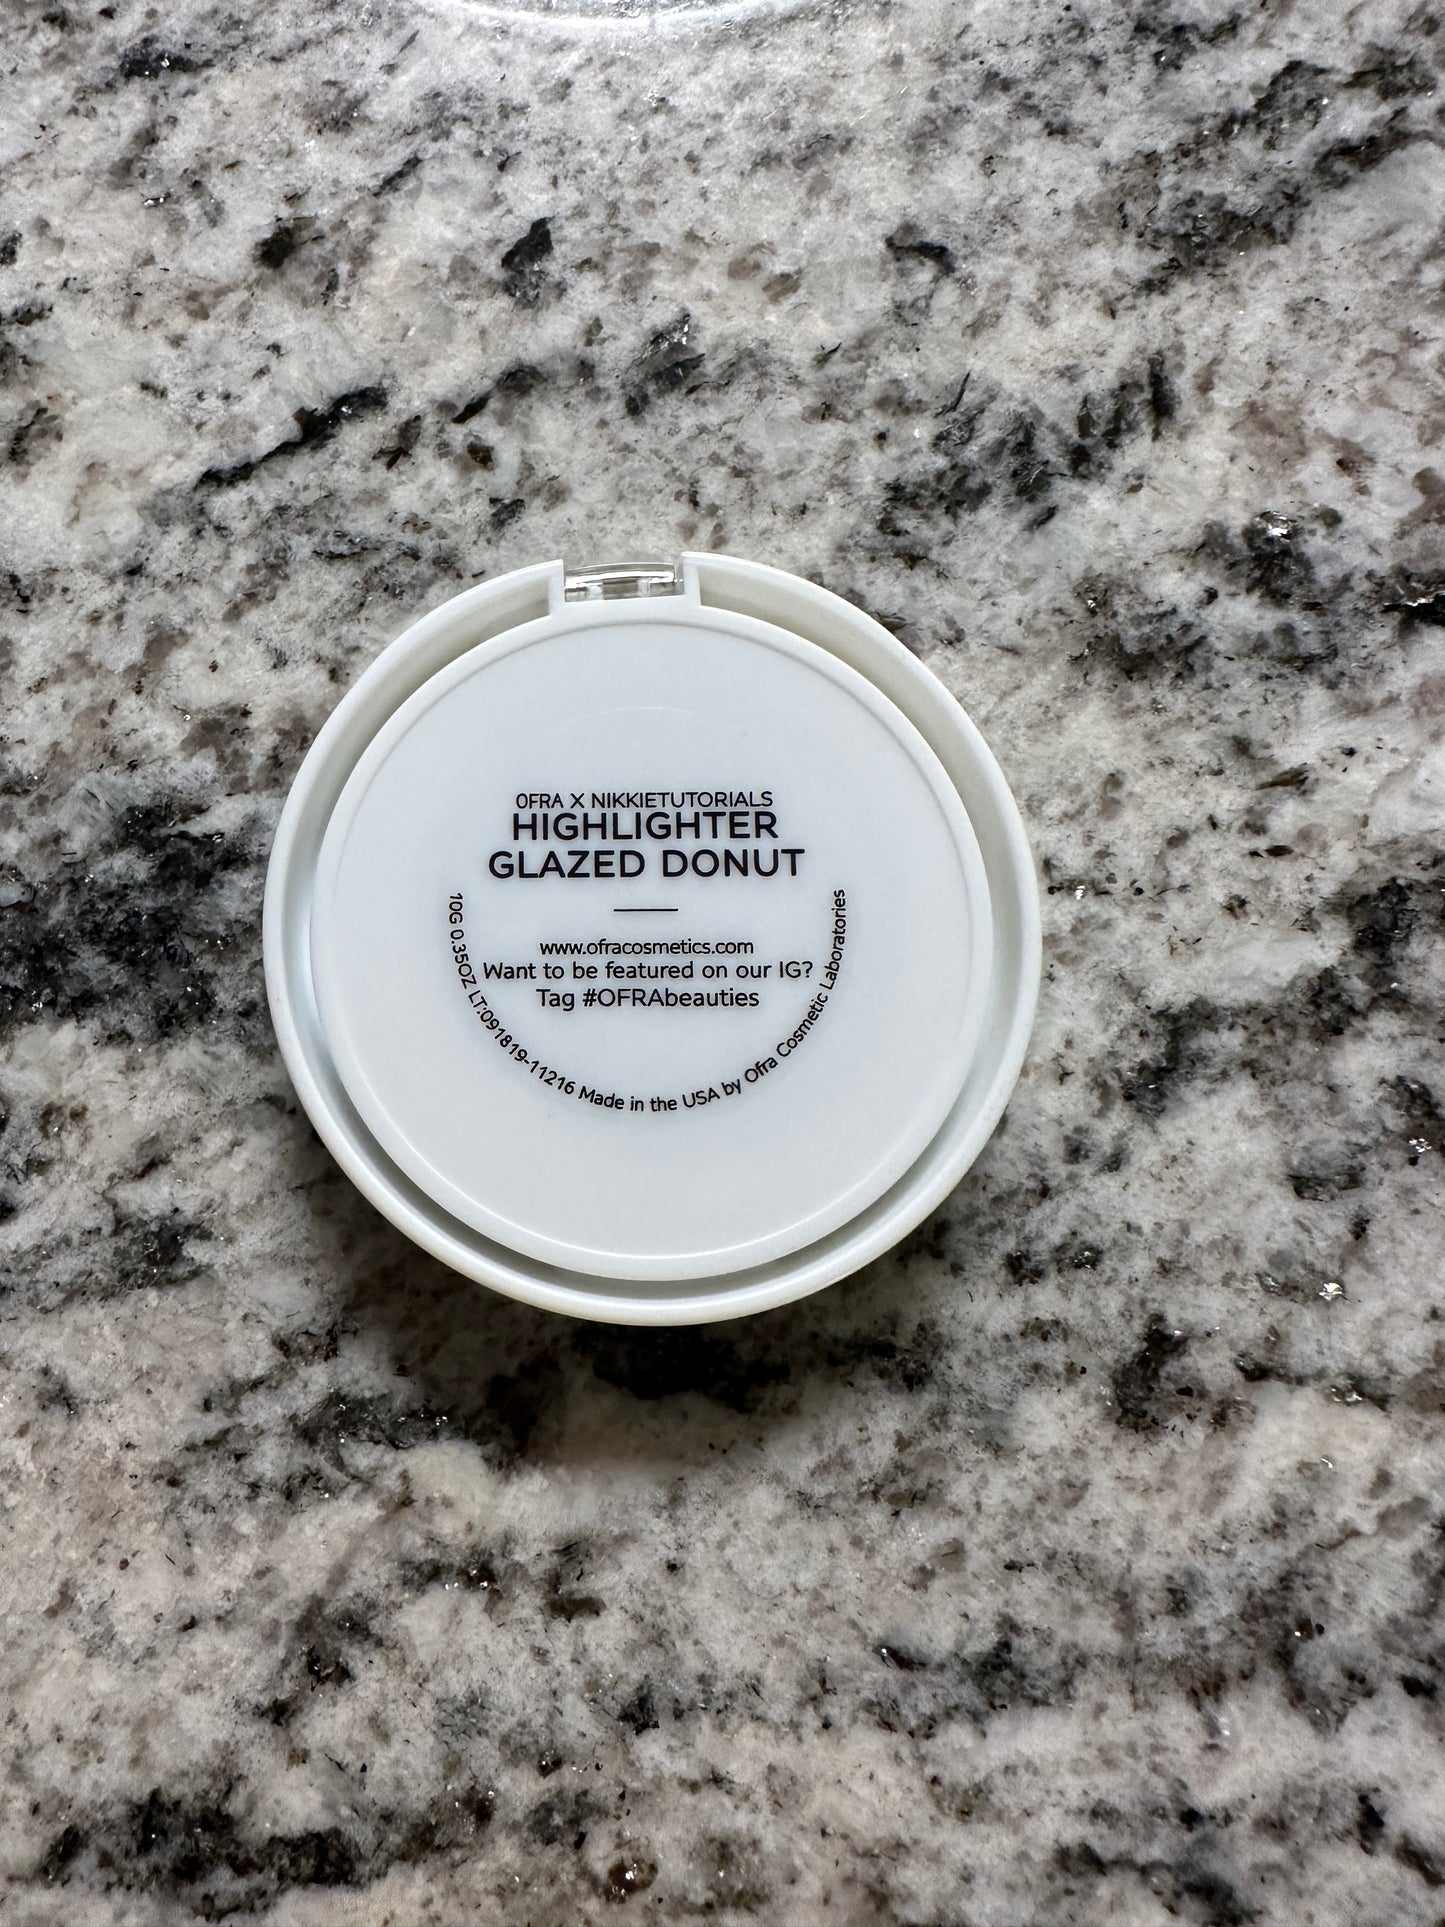 OFRA X NIKKIETUTORIALS
HIGHLIGHTER
GLAZED DONUT
www.ofracosmetics.com
Want to be featured on our IG?
Tag #OFRAbeauties
10G 0.35OZ LT:091819-11216 Made in the USA by Ofra Cosmetic Laboratories